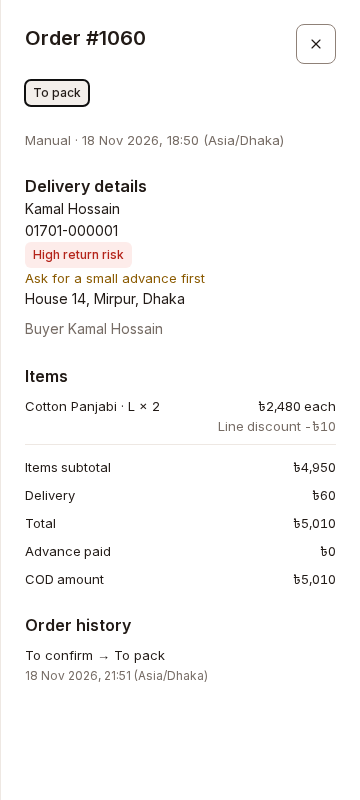 Order #1060
×
To pack
Manual · 18 Nov 2026, 18:50 (Asia/Dhaka)
Delivery details
Kamal Hossain
01701-000001
High return risk
Ask for a small advance first
House 14, Mirpur, Dhaka
Buyer Kamal Hossain
Items
Cotton Panjabi · L × 2 ৳2,480 each
Line discount -৳10
Items subtotal ৳4,950
Delivery ৳60
Total ৳5,010
Advance paid ৳0
COD amount ৳5,010
Order history
To confirm → To pack
18 Nov 2026, 21:51 (Asia/Dhaka)